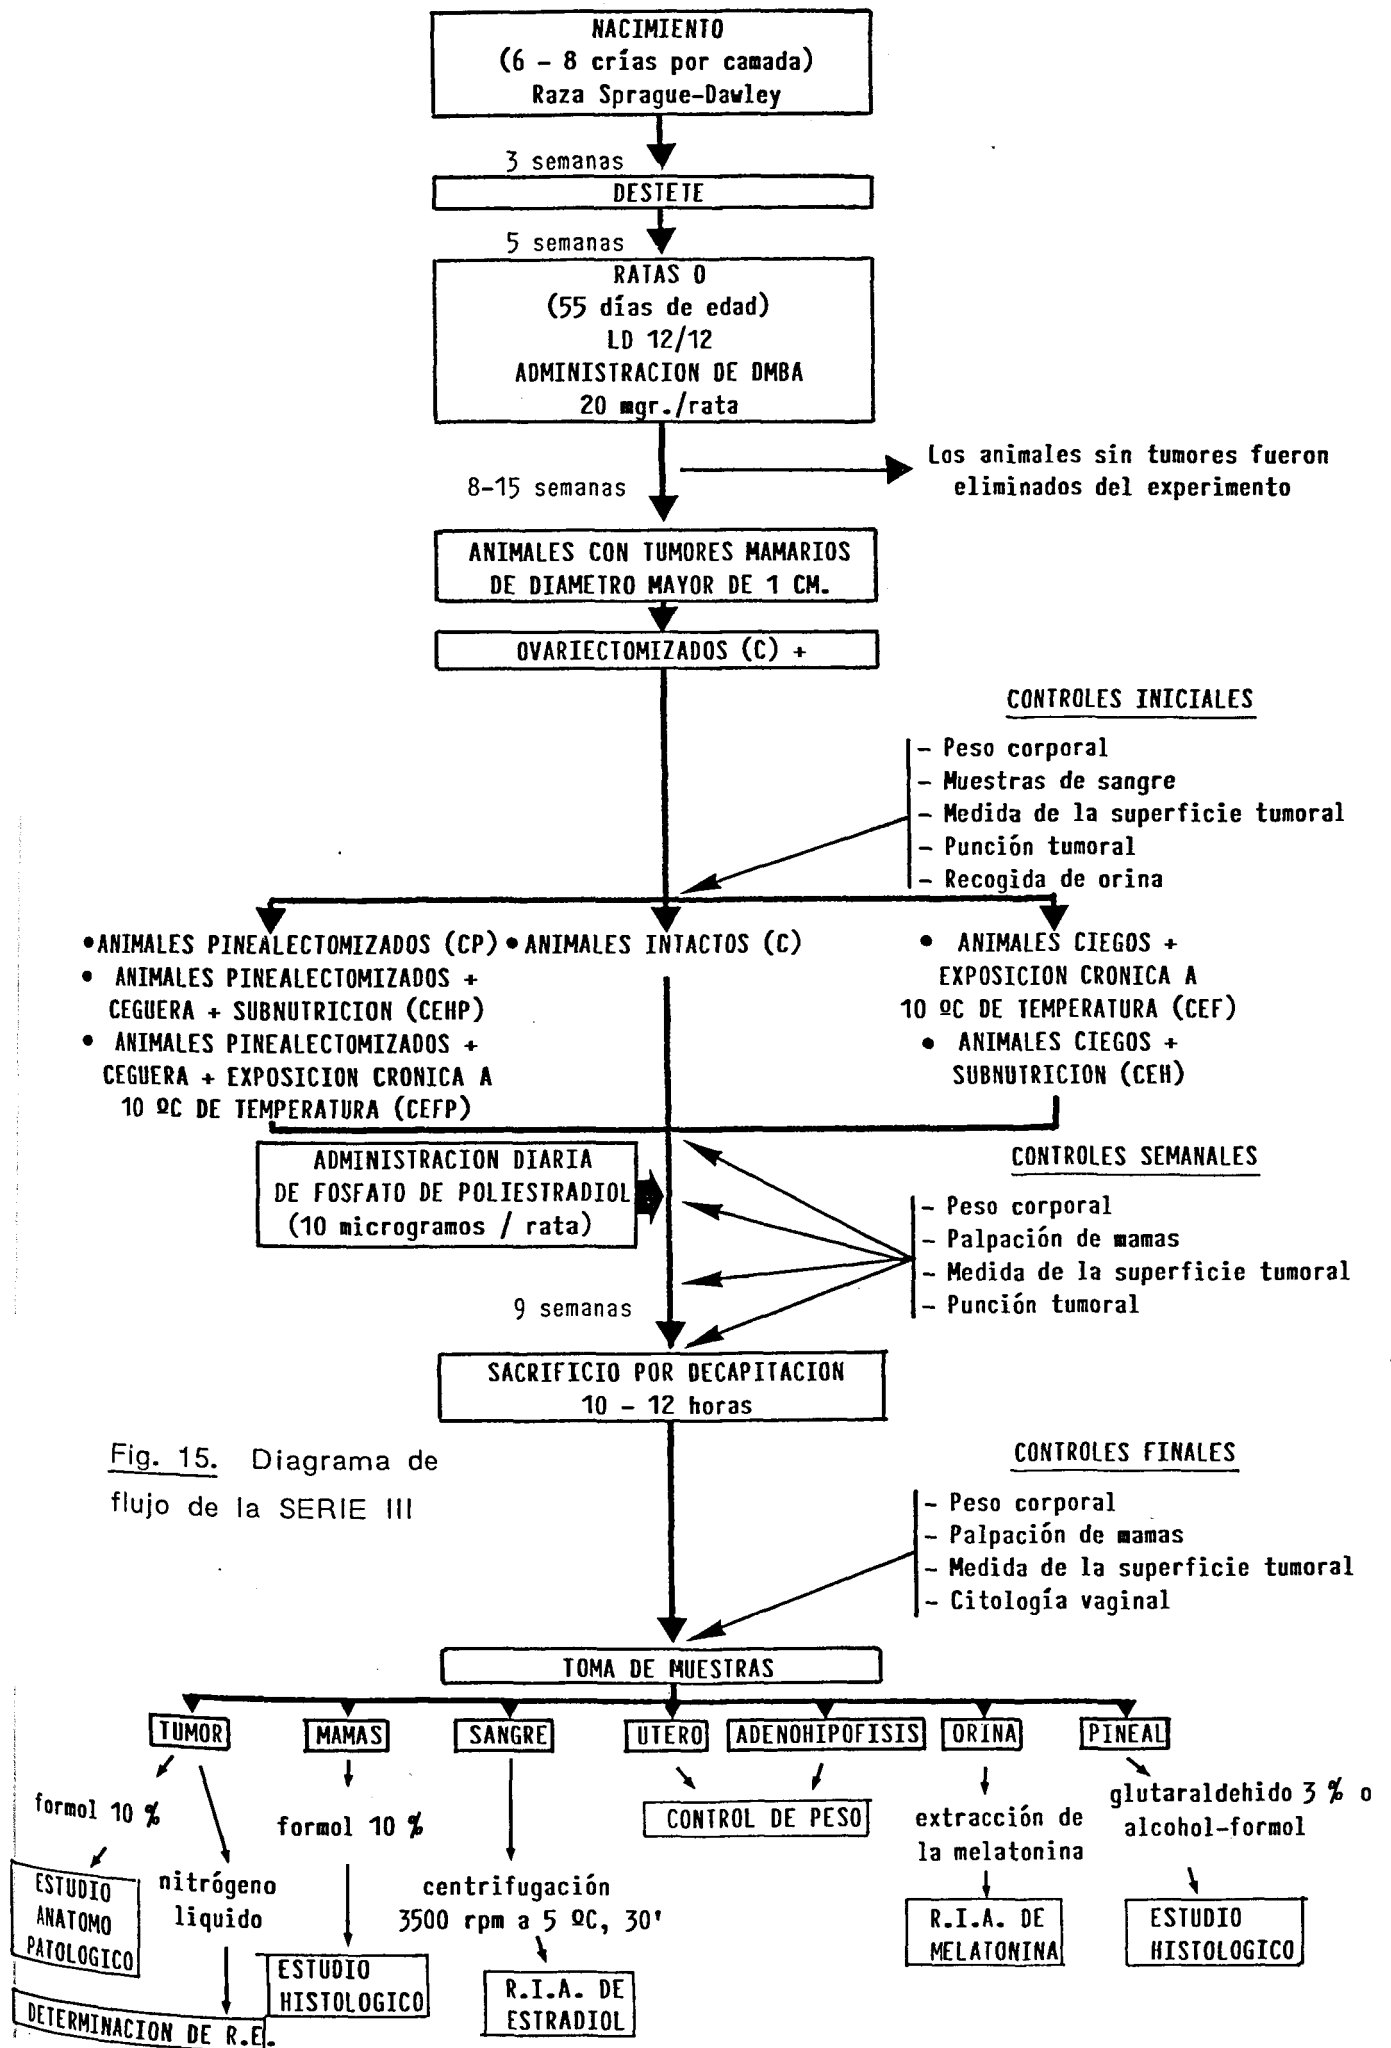 NACIMIENTO
(6 - 8 crías por camada)
Raza Sprague-Dawley
3 semanas
DESTETE
5 semanas
RATAS O
(55 días de edad)
LD 12/12
ADMINISTRACION DE DMBA
20 mgr./rata
8-15 semanas
Los animales sin tumores fueron
eliminados del experimento
ANIMALES CON TUMORES MAMARIOS
DE DIAMETRO MAYOR DE 1 CM.
OVARIECTOMIZADOS (C) +
CONTROLES INICIALES
- Peso corporal
- Muestras de sangre
- Medida de la superficie tumoral
- Punción tumoral
- Recogida de orina
• ANIMALES PINEALECTOMIZADOS (CP)
• ANIMALES PINEALECTOMIZADOS +
CEGUERA + SUBNUTRICION (CEHP)
• ANIMALES PINEALECTOMIZADOS +
CEGUERA + EXPOSICION CRONICA A
10 ºC DE TEMPERATURA (CEFP)
• ANIMALES INTACTOS (C)
• ANIMALES CIEGOS +
EXPOSICION CRONICA A
10 ºC DE TEMPERATURA (CEF)
• ANIMALES CIEGOS +
SUBNUTRICION (CEH)
ADMINISTRACION DIARIA
DE FOSFATO DE POLIESTRADIOL
(10 microgramos / rata)
CONTROLES SEMANALES
- Peso corporal
- Palpación de mamas
- Medida de la superficie tumoral
- Punción tumoral
9 semanas
SACRIFICIO POR DECAPITACION
10 - 12 horas
Fig. 15. Diagrama de
flujo de la SERIE III
CONTROLES FINALES
- Peso corporal
- Palpación de mamas
- Medida de la superficie tumoral
- Citología vaginal
TOMA DE MUESTRAS
TUMOR
MAMAS
SANGRE
UTERO
ADENOHIPOFISIS
ORINA
PINEAL
formol 10 %
ESTUDIO
ANATOMO
PATOLOGICO
nitrógeno
liquido
DETERMINACION DE R.E.
formol 10 %
ESTUDIO
HISTOLOGICO
centrifugación
3500 rpm a 5 ºC, 30'
R.I.A. DE
ESTRADIOL
CONTROL DE PESO
extracción de
la melatonina
R.I.A. DE
MELATONINA
glutaraldehido 3 % o
alcohol-formol
ESTUDIO
HISTOLOGICO